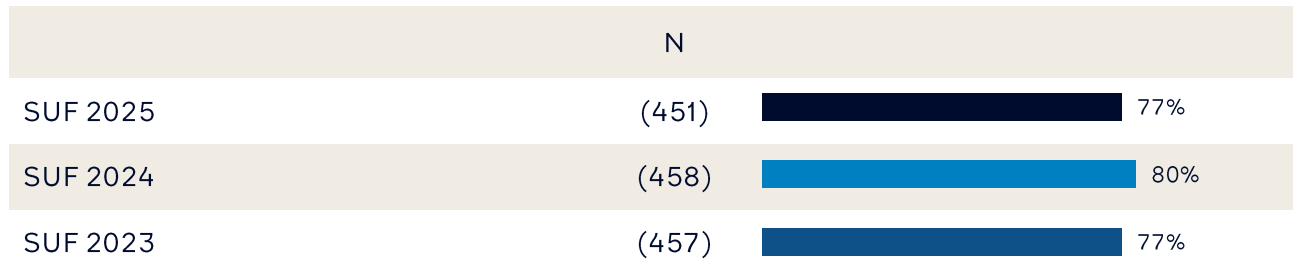 N
SUF 2025 (451) 77%
SUF 2024 (458) 80%
SUF 2023 (457) 77%